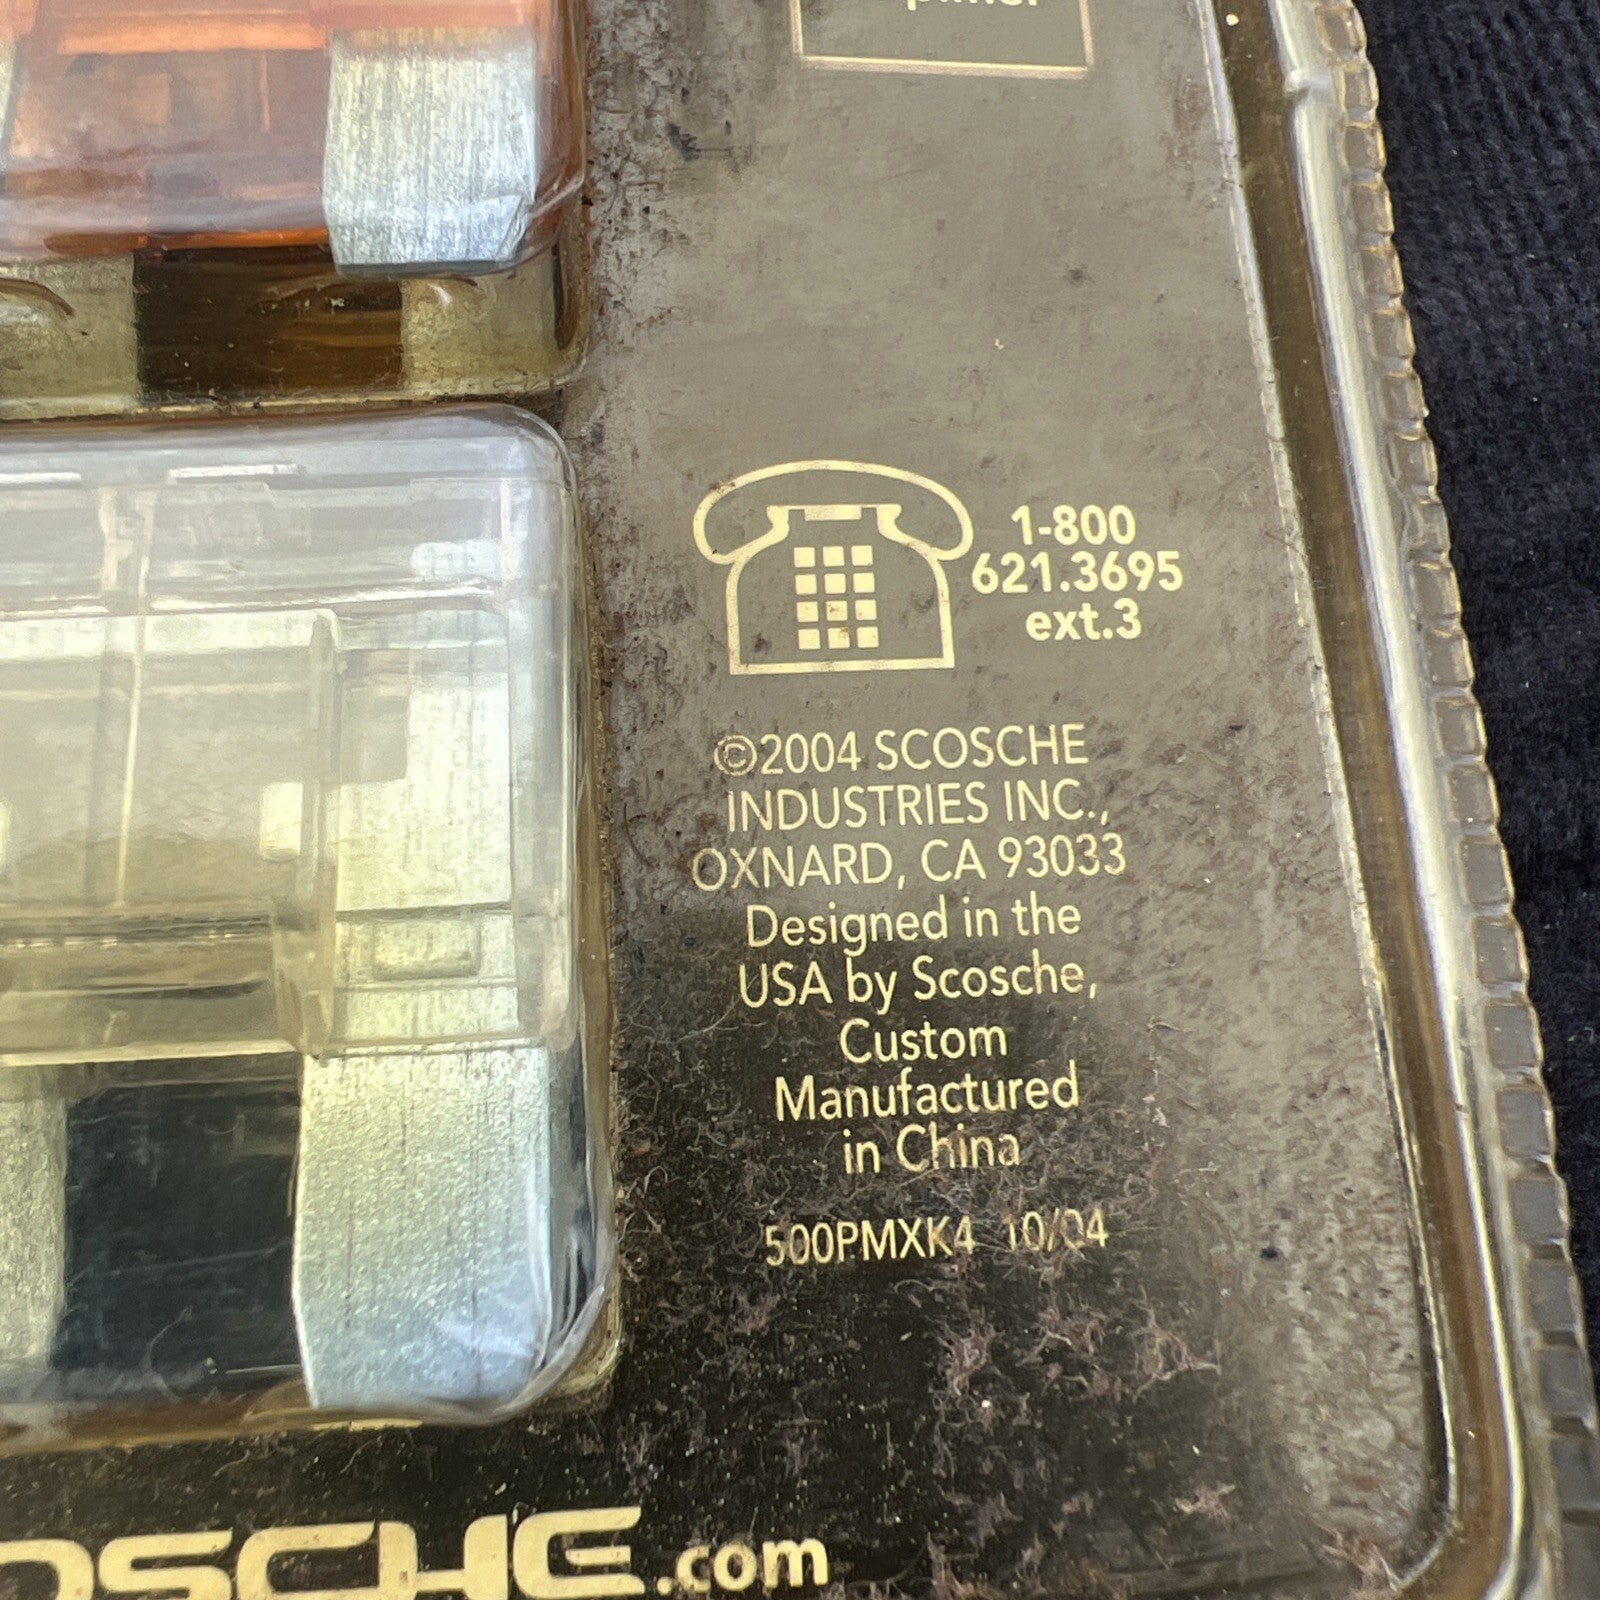 1-800
621.3695
ext.3
©2004 SCOSCHE
INDUSTRIES INC.,
OXNARD, CA 93033
Designed in the
USA by Scosche,
Custom
Manufactured
in China
500PMXK4 10/04
OSCHE.com